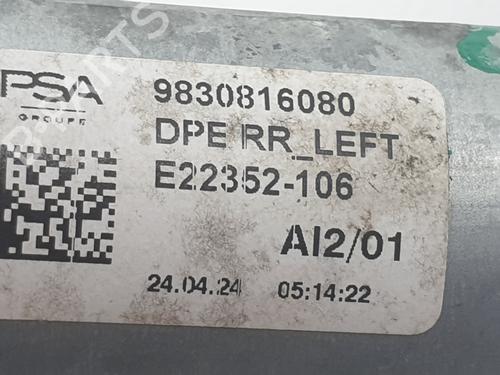 PSA
GROUPE
9830816080
DPE RR_LEFT
E22352-106
AI2/01
24.04.24 05:14:22